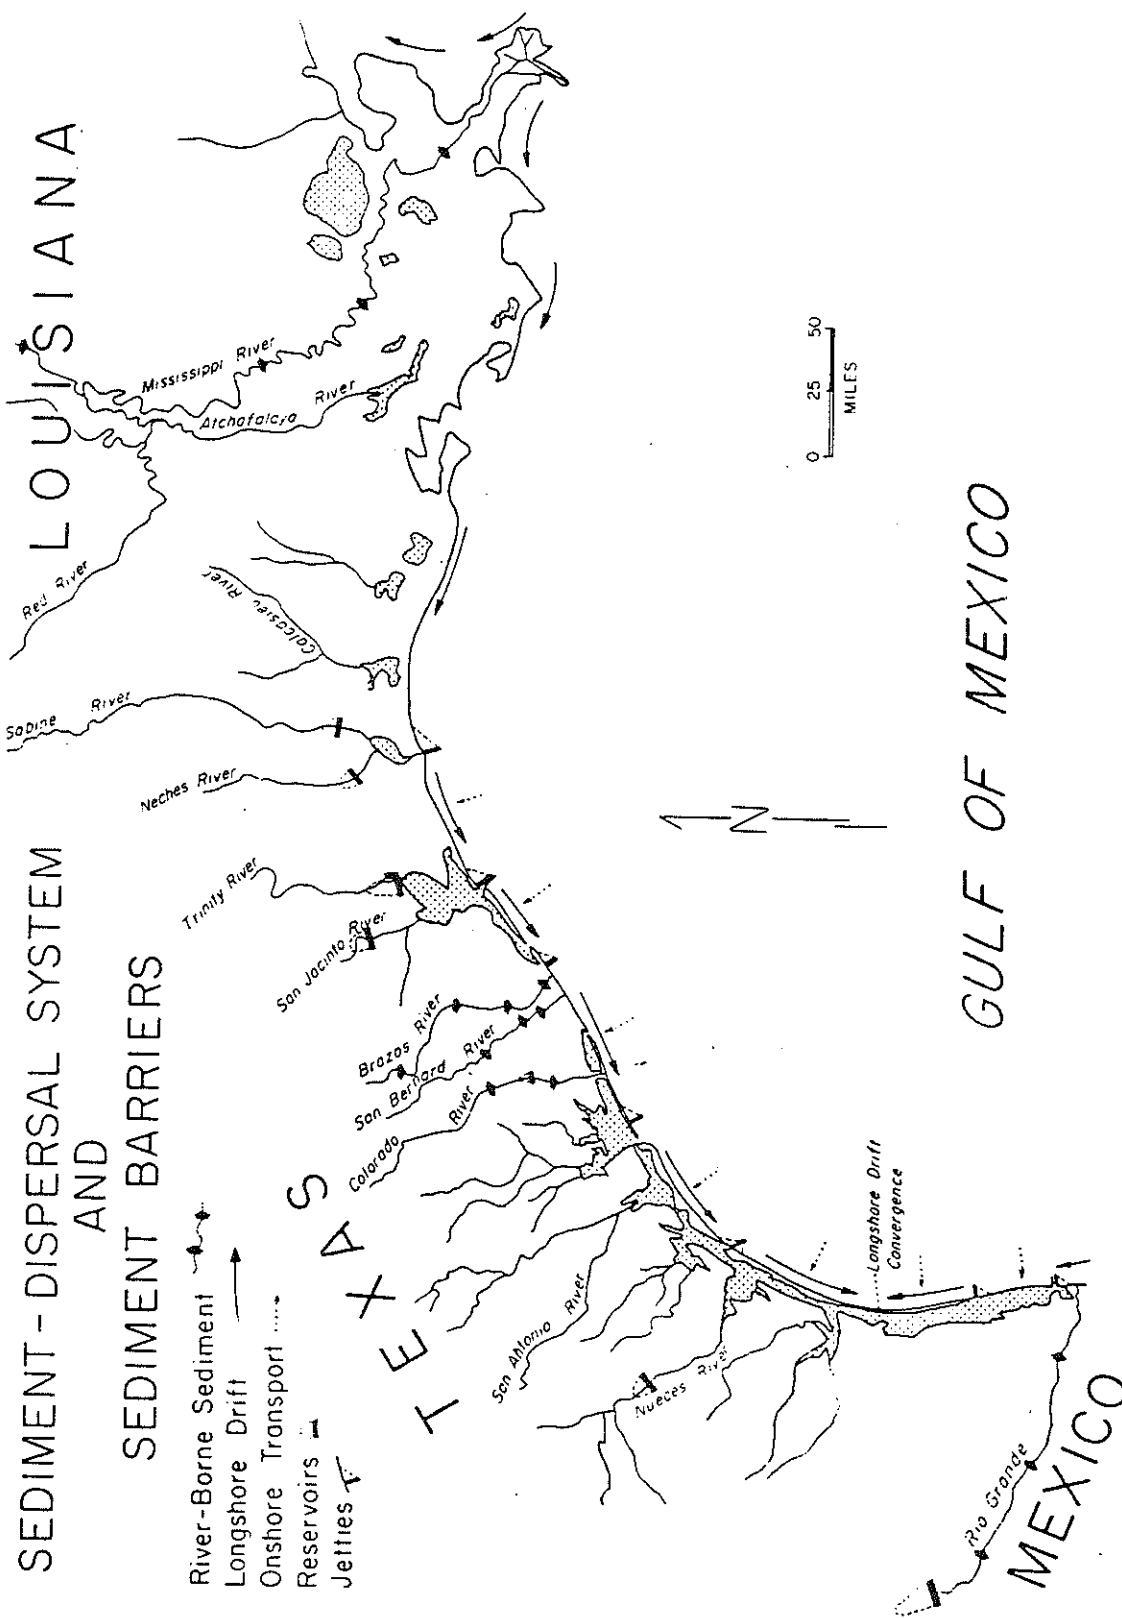 SEDIMENT-DISPERSAL SYSTEM
AND
SEDIMENT BARRIERS
River-Borne Sediment
Longshore Drift
Onshore Transport
Reservoirs
Jetties
LOUISIANA
TEXAS
MEXICO
GULF OF MEXICO
Red River
Mississippi River
Atchafalaya River
Calcasieu River
Sabine River
Neches River
Trinity River
San Jacinto River
Brazos River
San Bernard River
Colorado River
San Antonio River
Nueces River
Rio Grande
Longshore Drift
Convergence
N
0 25 50
MILES